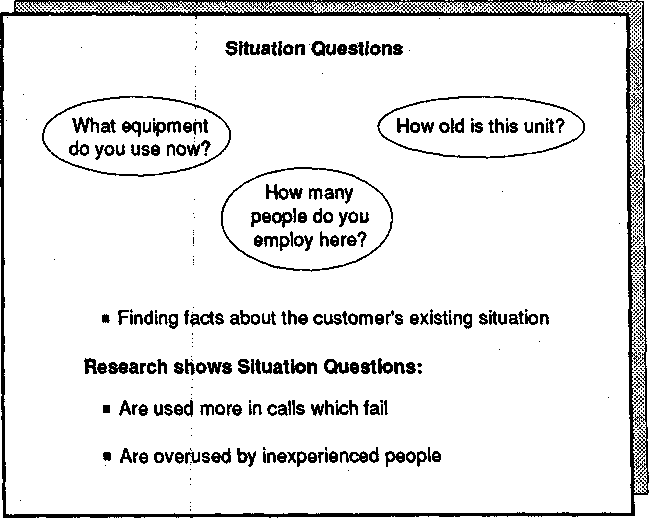 Situation Questions
What equipment
do you use now?
How old is this unit?
How many
people do you
employ here?
▪ Finding facts about the customer's existing situation
Research shows Situation Questions:
▪ Are used more in calls which fail
▪ Are overused by inexperienced people